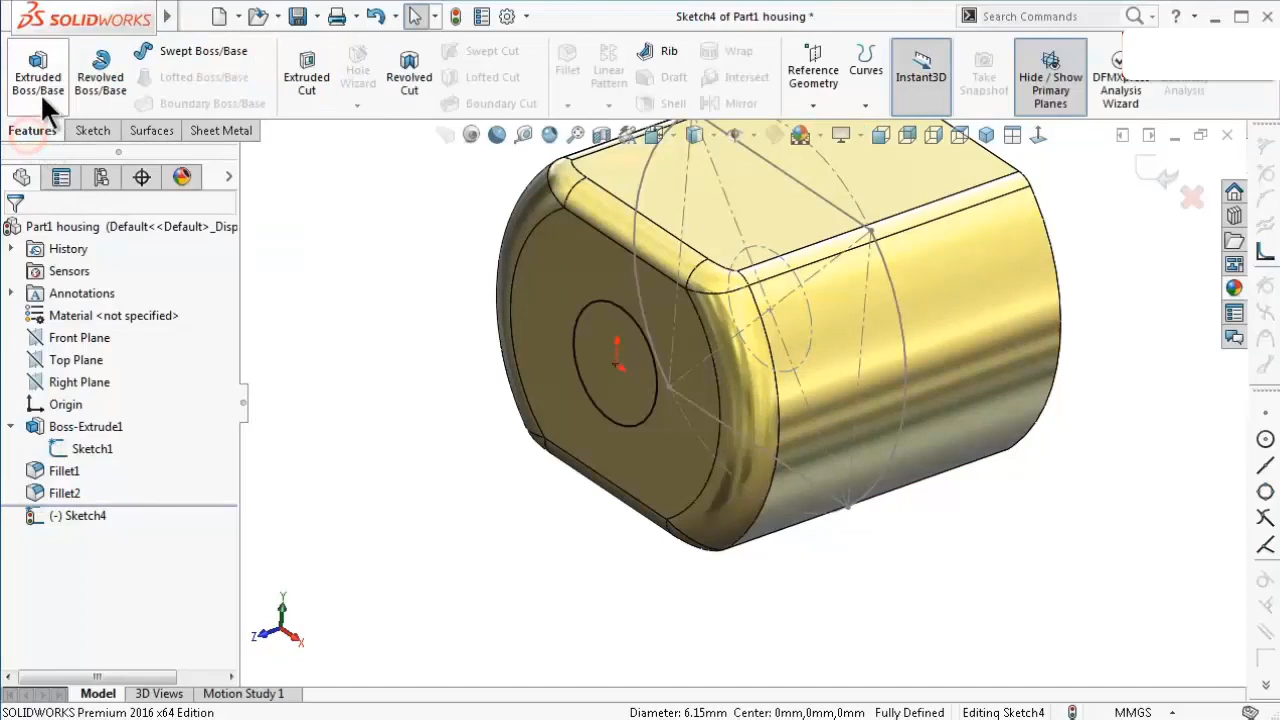 SOLIDWORKS
Sketch4 of Part1 housing *
Search Commands
?
Extruded Boss/Base
Revolved Boss/Base
Swept Boss/Base
Lofted Boss/Base
Boundary Boss/Base
Extruded Cut
Hole Wizard
Revolved Cut
Swept Cut
Lofted Cut
Boundary Cut
Fillet
Linear Pattern
Rib
Draft
Shell
Wrap
Intersect
Mirror
Reference Geometry
Curves
Instant3D
Take Snapshot
Hide / Show Primary Planes
DFMXpress Analysis Wizard
Analysis
Features
Sketch
Surfaces
Sheet Metal
Part1 housing (Default<<Default>_Disp
History
Sensors
Annotations
Material <not specified>
Front Plane
Top Plane
Right Plane
Origin
Boss-Extrude1
Sketch1
Fillet1
Fillet2
(-) Sketch4
Y
Z
X
Model
3D Views
Motion Study 1
SOLIDWORKS Premium 2016 x64 Edition
Diameter: 6.15mm Center: 0mm,0mm,0mm
Fully Defined
Editing Sketch4
MMGS